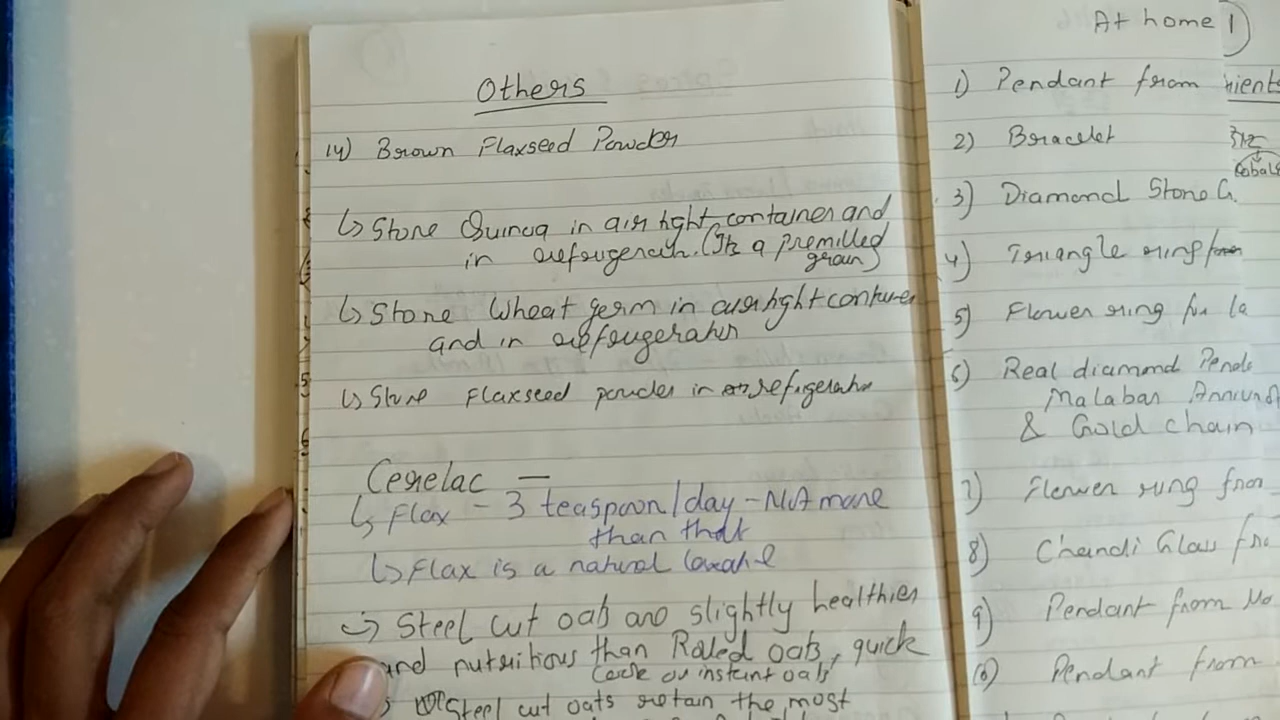 Others
14) Brown Flaxseed Powder
↳ Store Quinoa in air tight container and
in refrigerator. (Its a premilled
grain)
↳ Store Wheat germ in air tight container
and in refrigerator
↳ Store Flaxseed powder in refrigerator
Cerelac —
↳ Flax - 3 teaspoon/day - Not more
than that
↳ Flax is a natural laxative
↳ Steel cut oats are slightly healthier
and nutritious than Rolled oats, quick
cook or instant oats
Steel cut oats retain the most
At home 1)
1) Pendant from
2) Bracelet
3) Diamond Stone
4) Triangle ring from
5) Flower ring for
6) Real diamond
Malabar
& Gold chain
7) Flower ring from
8) Chandi Glass
9) Pendant from
10) Pendant from